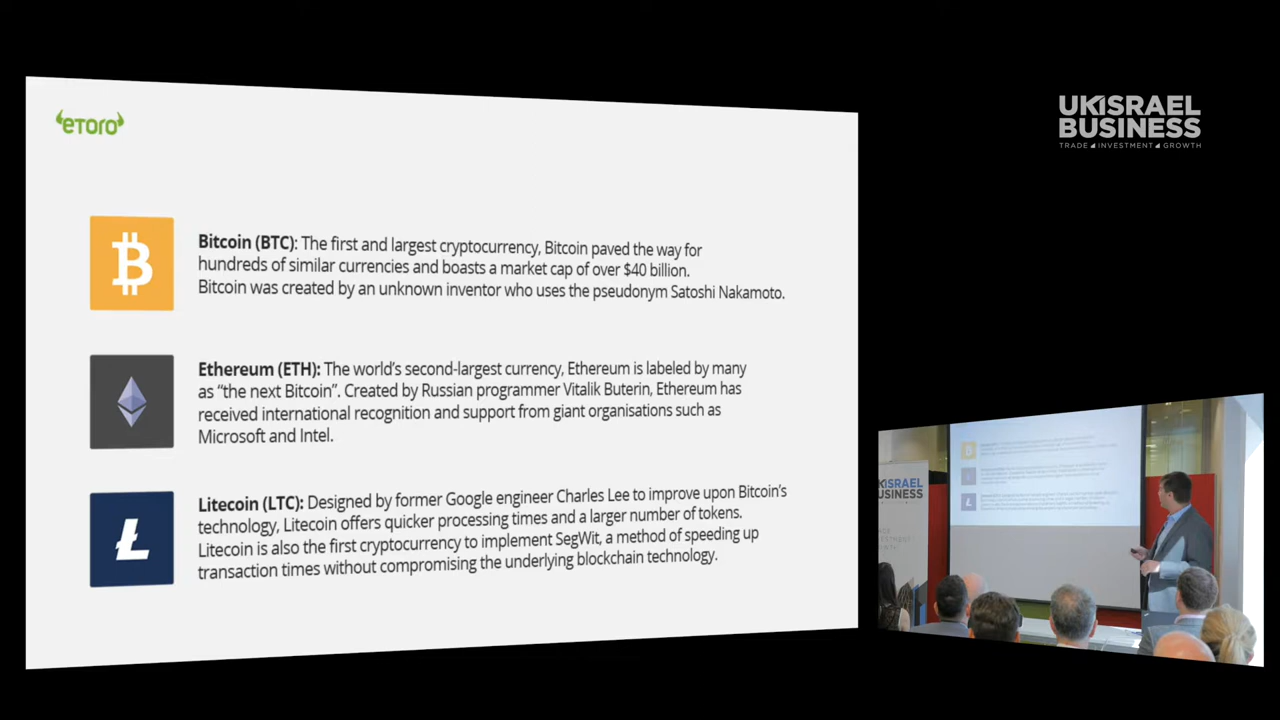 eTORO
UKISRAEL
BUSINESS
TRADE INVESTMENT GROWTH
Bitcoin (BTC): The first and largest cryptocurrency, Bitcoin paved the way for
hundreds of similar currencies and boasts a market cap of over $40 billion.
Bitcoin was created by an unknown inventor who uses the pseudonym Satoshi Nakamoto.
Ethereum (ETH): The world's second-largest currency, Ethereum is labeled by many
as “the next Bitcoin”. Created by Russian programmer Vitalik Buterin, Ethereum has
received international recognition and support from giant organisations such as
Microsoft and Intel.
Litecoin (LTC): Designed by former Google engineer Charles Lee to improve upon Bitcoin's
technology, Litecoin offers quicker processing times and a larger number of tokens.
Litecoin is also the first cryptocurrency to implement SegWit, a method of speeding up
transaction times without compromising the underlying blockchain technology.
UKISRAEL
BUSINESS